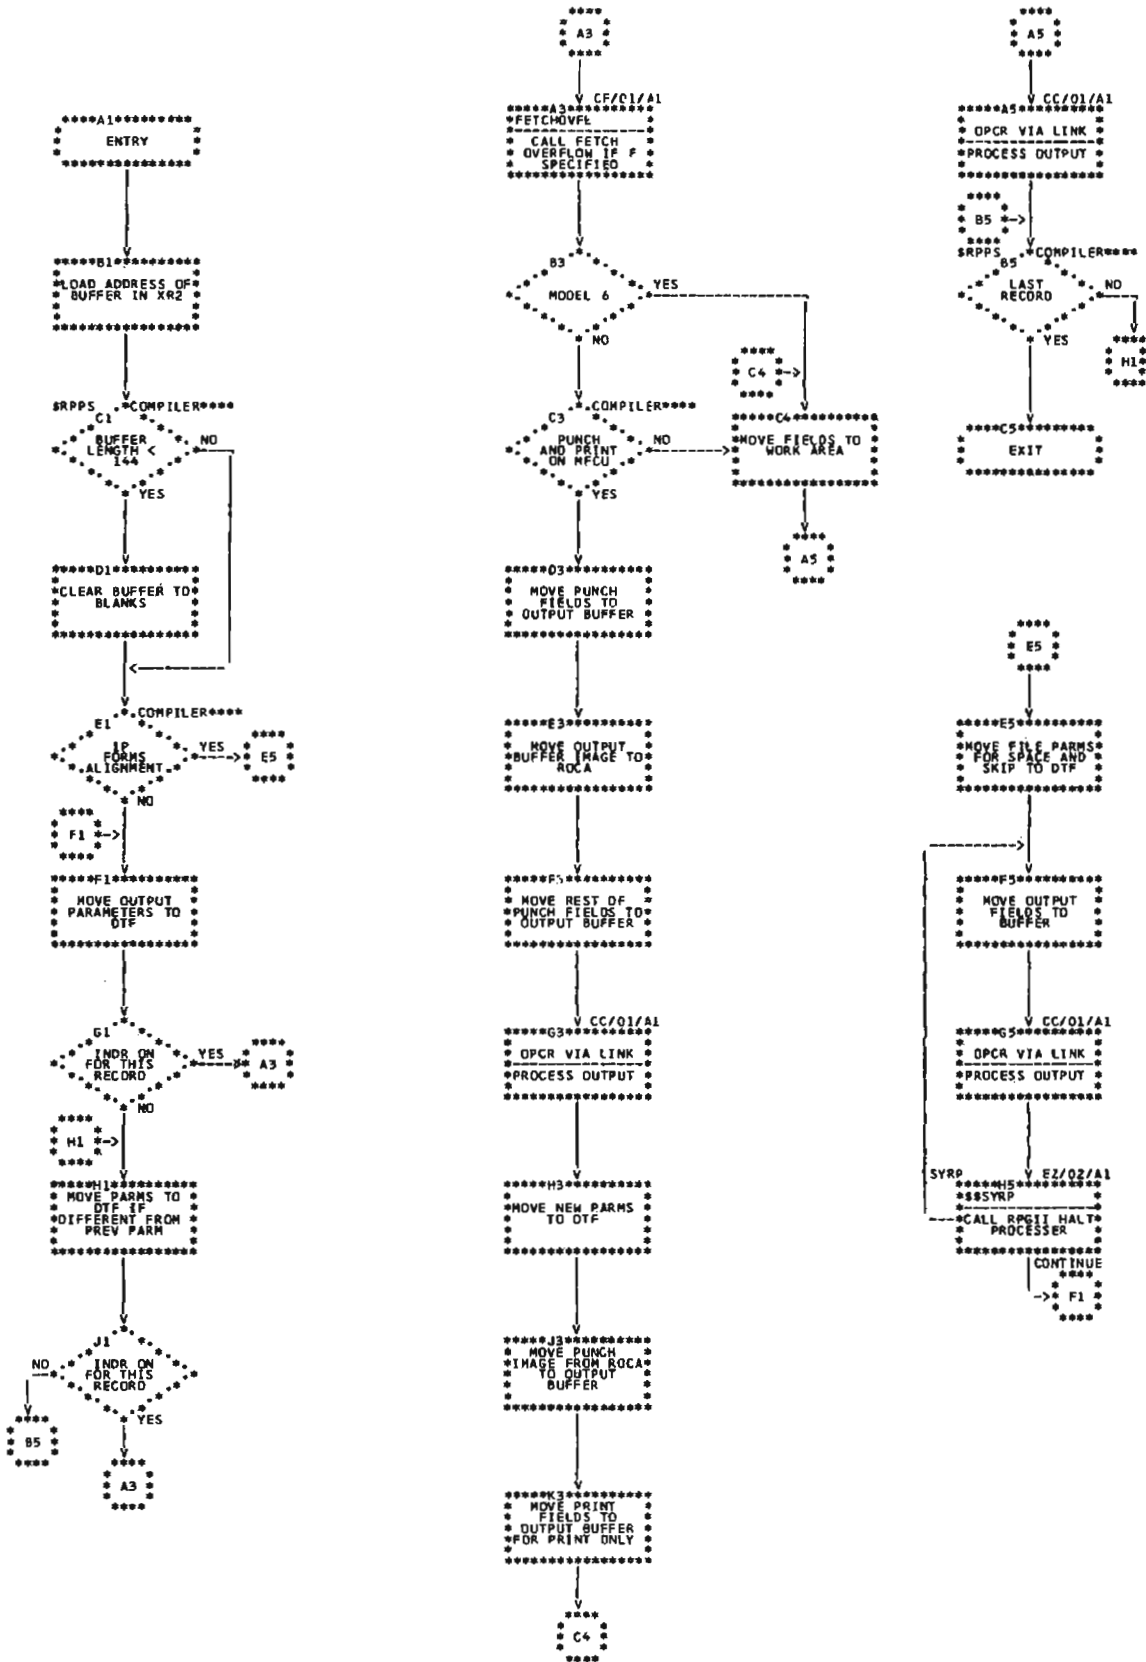 A1
ENTRY
B1
LOAD ADDRESS OF
BUFFER IN XR2
$RPPS
COMPILER
C1
BUFFER
LENGTH <
144
NO
YES
D1
CLEAR BUFFER TO
BLANKS
COMPILER
E1
1P
FORMS
ALIGNMENT
YES
E5
NO
F1
F1
MOVE OUTPUT
PARAMETERS TO
DTF
G1
INDR ON
FOR THIS
RECORD
YES
A3
NO
H1
H1
MOVE PARMS TO
DTF IF
DIFFERENT FROM
PREV PARM
J1
INDR ON
FOR THIS
RECORD
NO
YES
B5
A3
A3
CF/01/A1
A3
FETCHOVFL
CALL FETCH
OVERFLOW IF F
SPECIFIED
B3
MODEL 6
YES
NO
C4
COMPILER
C3
PUNCH
AND PRINT
ON MFCU
NO
YES
C4
MOVE FIELDS TO
WORK AREA
A5
D3
MOVE PUNCH
FIELDS TO
OUTPUT BUFFER
E3
MOVE OUTPUT
BUFFER IMAGE TO
ROCA
F3
MOVE REST OF
PUNCH FIELDS TO
OUTPUT BUFFER
CC/01/A1
G3
OPCR VIA LINK
PROCESS OUTPUT
H3
MOVE NEW PARMS
TO DTF
J3
MOVE PUNCH
IMAGE FROM ROCA
TO OUTPUT
BUFFER
K3
MOVE PRINT
FIELDS TO
OUTPUT BUFFER
FOR PRINT ONLY
C4
A5
CC/01/A1
A5
OPCR VIA LINK
PROCESS OUTPUT
B5
$RPPS
COMPILER
B5
LAST
RECORD
NO
YES
H1
C5
EXIT
E5
E5
MOVE FILE PARMS
FOR SPACE AND
SKIP TO DTF
F5
MOVE OUTPUT
FIELDS TO
BUFFER
CC/01/A1
G5
OPCR VIA LINK
PROCESS OUTPUT
SYRP
EZ/02/A1
H5
$$SYRP
CALL RPGII HALT
PROCESSER
CONTINUE
F1